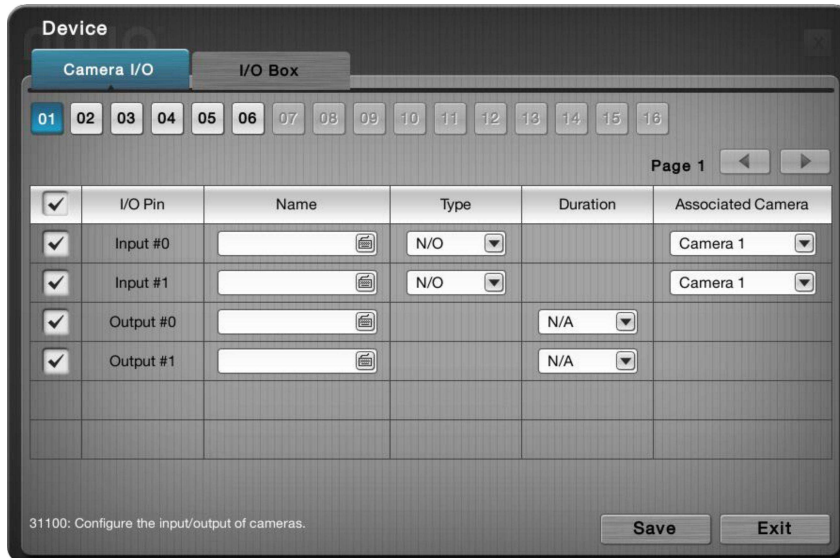 Device
Camera I/O I/O Box
01 02 03 04 05 06 07 08 09 10 11 12 13 14 15 16
Page 1
I/O Pin Name Type Duration Associated Camera
Input #0 N/O Camera 1
Input #1 N/O Camera 1
Output #0 N/A
Output #1 N/A
31100: Configure the input/output of cameras.
Save Exit